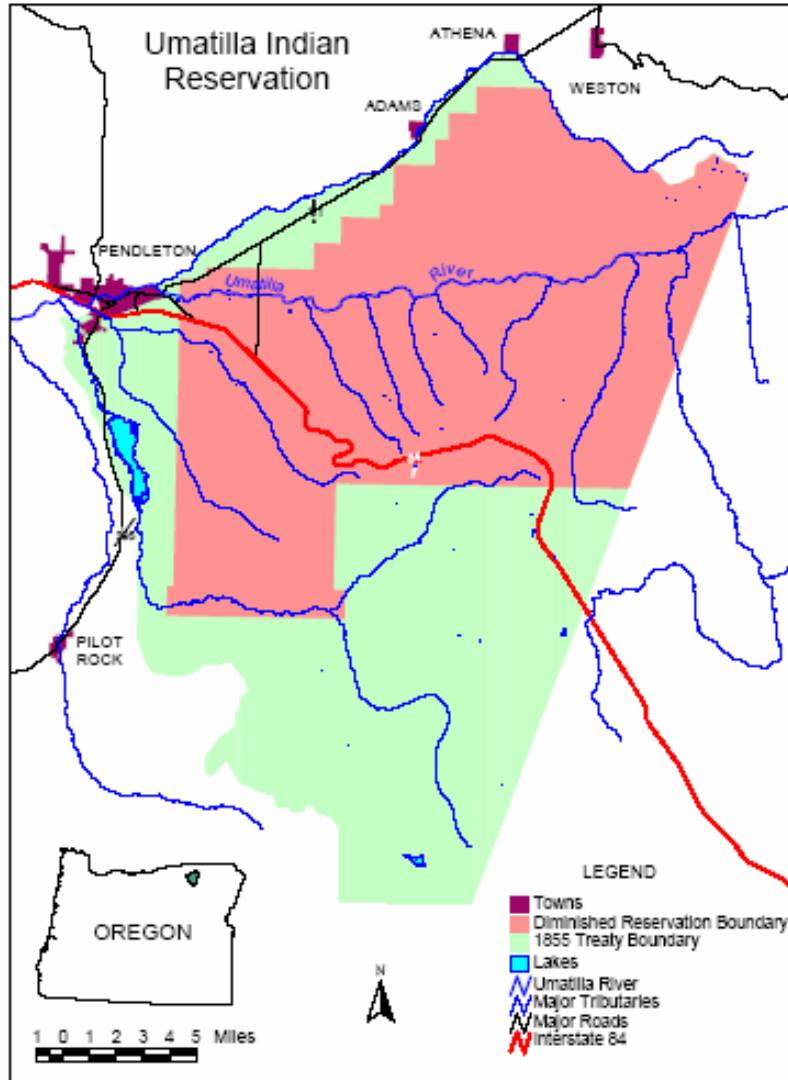 Umatilla Indian
Reservation
ATHENA
WESTON
ADAMS
PENDLETON
Umatilla River
84
PILOT
ROCK
OREGON
N
1 0 1 2 3 4 5 Miles
LEGEND
Towns
Diminished Reservation Boundary
1855 Treaty Boundary
Lakes
Umatilla River
Major Tributaries
Major Roads
Interstate 84